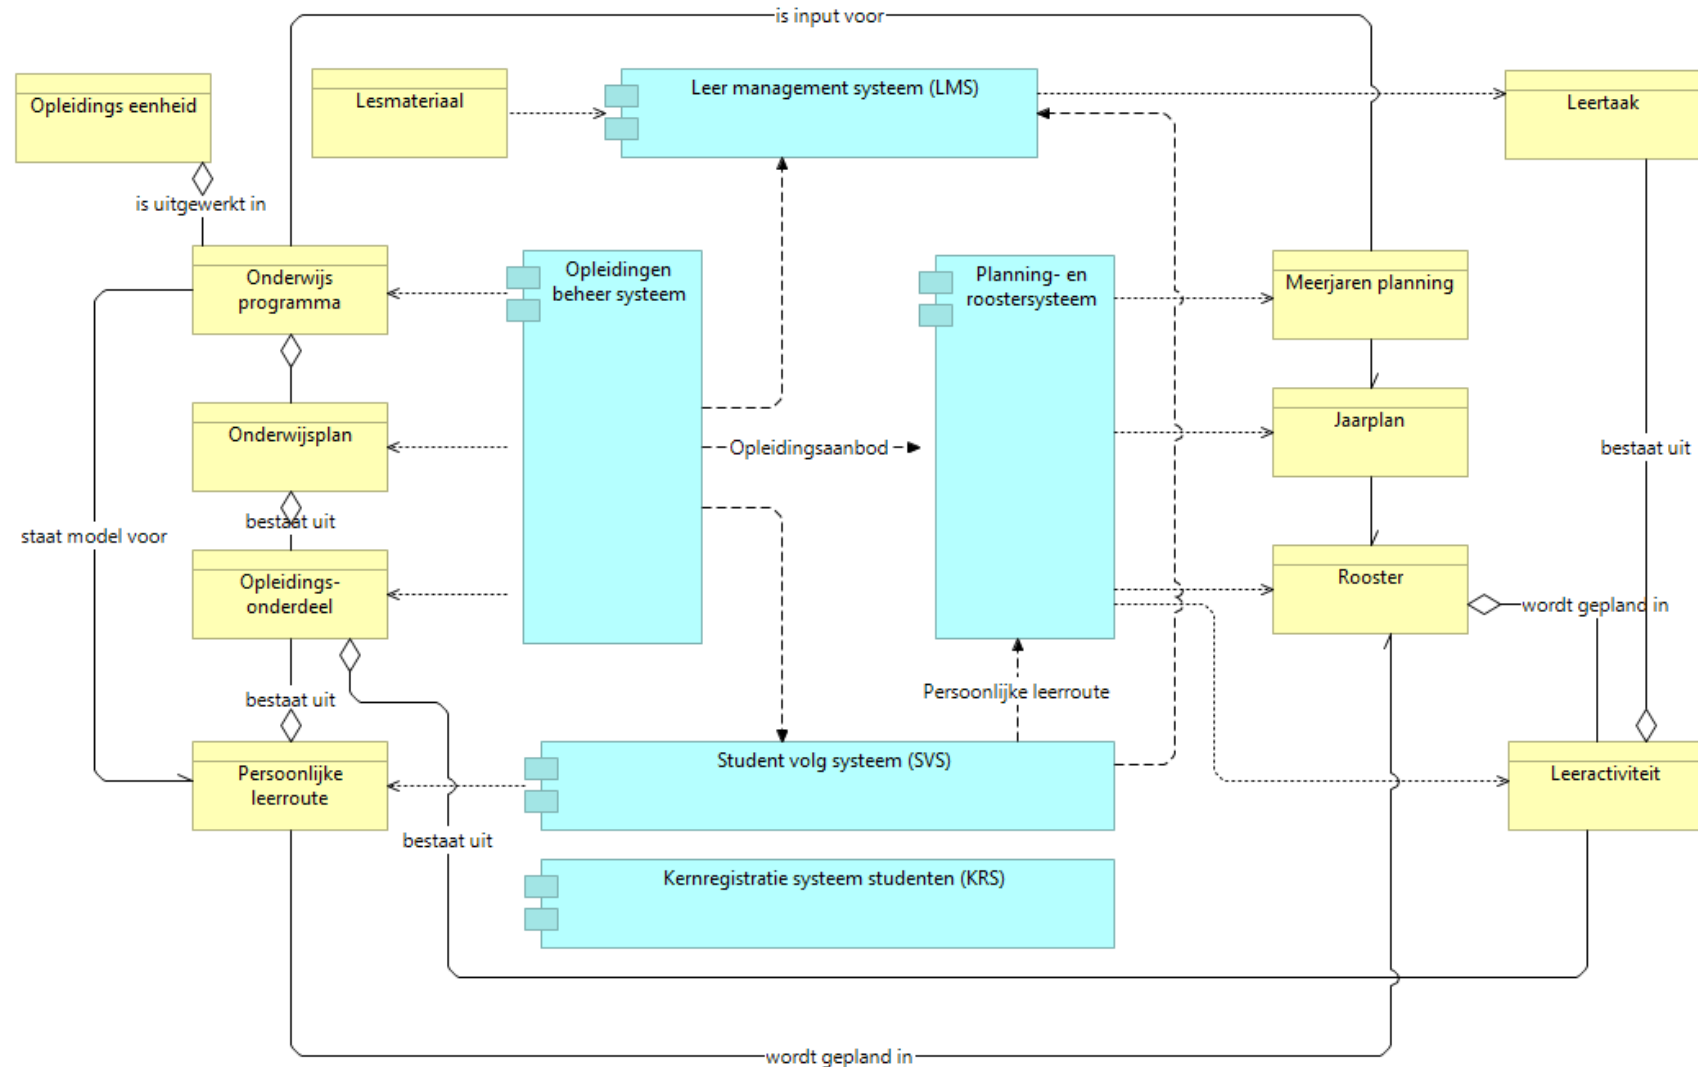 is input voor
Opleidings eenheid
Lesmateriaal
Leer management systeem (LMS)
Leertaak
is uitgewerkt in
Onderwijs
programma
Opleidingen
beheer systeem
Planning- en
roostersysteem
Meerjaren planning
Onderwijsplan
Opleidingsaanbod
Jaarplan
bestaat uit
bestaat uit
staat model voor
Opleidings-
onderdeel
Rooster
wordt gepland in
bestaat uit
Persoonlijke leerroute
Persoonlijke
leerroute
Student volg systeem (SVS)
Leeractiviteit
bestaat uit
Kernregistratie systeem studenten (KRS)
wordt gepland in